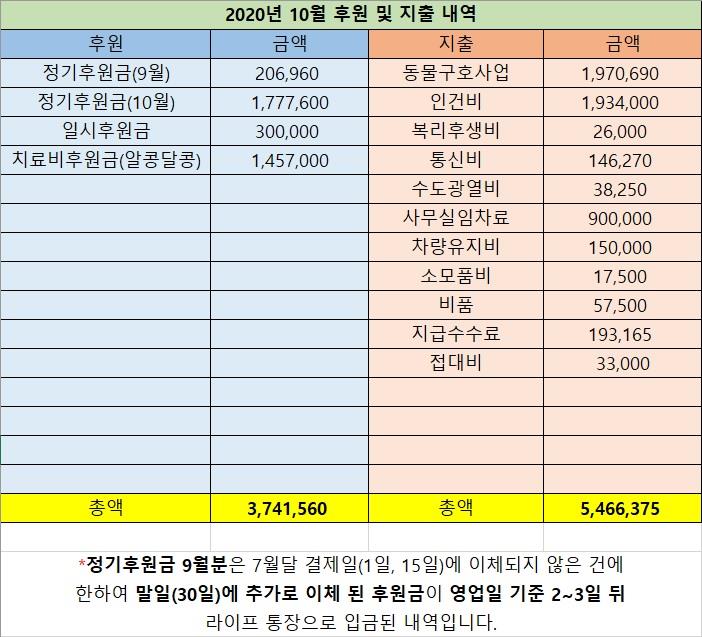 2020년 10월 후원 및 지출 내역
후원 금액 지출 금액
정기후원금(9월) 206,960 동물구호사업 1,970,690
정기후원금(10월) 1,777,600 인건비 1,934,000
일시후원금 300,000 복리후생비 26,000
치료비후원금(알콩달콩) 1,457,000 통신비 146,270
수도광열비 38,250
사무실임차료 900,000
차량유지비 150,000
소모품비 17,500
비품 57,500
지급수수료 193,165
접대비 33,000
총액 3,741,560 총액 5,466,375
*정기후원금 9월분은 7월달 결제일(1일, 15일)에 이체되지 않은 건에
한하여 말일(30일)에 추가로 이체 된 후원금이 영업일 기준 2~3일 뒤
라이프 통장으로 입금된 내역입니다.